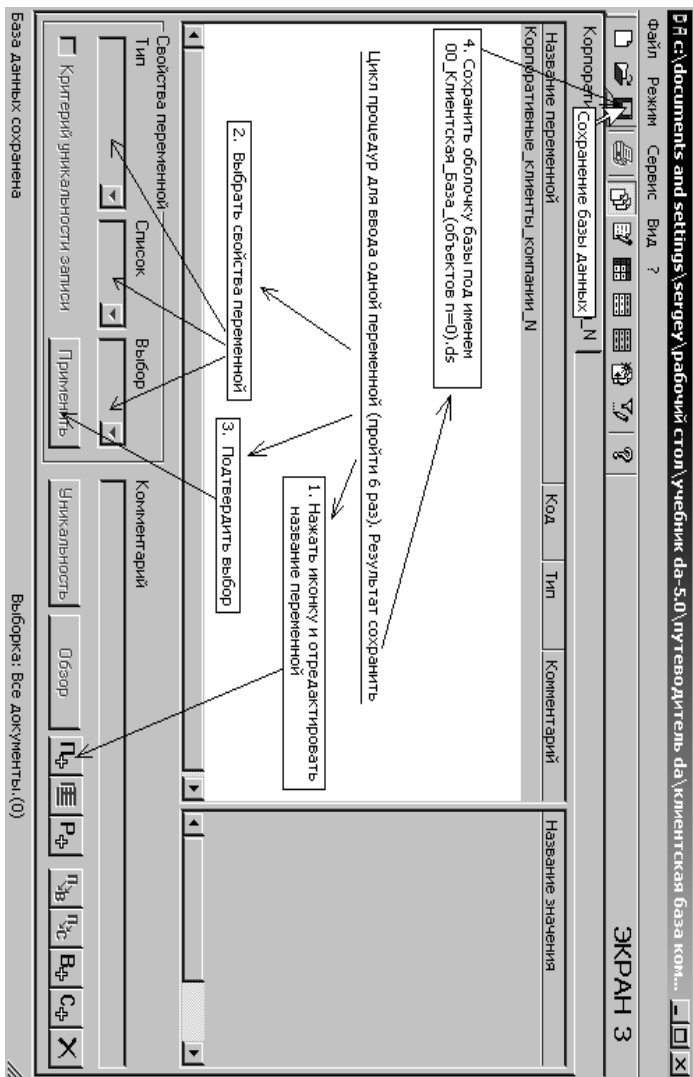 DA c:\documents and settings\sergey\рабочий стол\учебник da-5.0\путеводитель da\клиентская база ком...
Файл Режим Сервис Вид ?
ЭКРАН 3
Сохранение базы данных
Корпорати
_N
Название переменной
Код
Тип
Комментарий
Название значения
Корпоративные_клиенты_компании_N
4. Сохранить оболочку базы под именем
00_Клиентская_База_(объектов n=0).ds
Цикл процедур для ввода одной переменной (пройти 6 раз). Результат сохранить
1. Нажать иконку и отредактировать
название переменной
2. Выбрать свойства переменной
3. Подтвердить выбор
Свойства переменной
Тип
Список
Выбор
Комментарий
Критерий уникальности записи
Применить
Уникальность
Обзор
П
Р
П В
П С
В
С
База данных сохранена
Выборка: Все документы.(0)